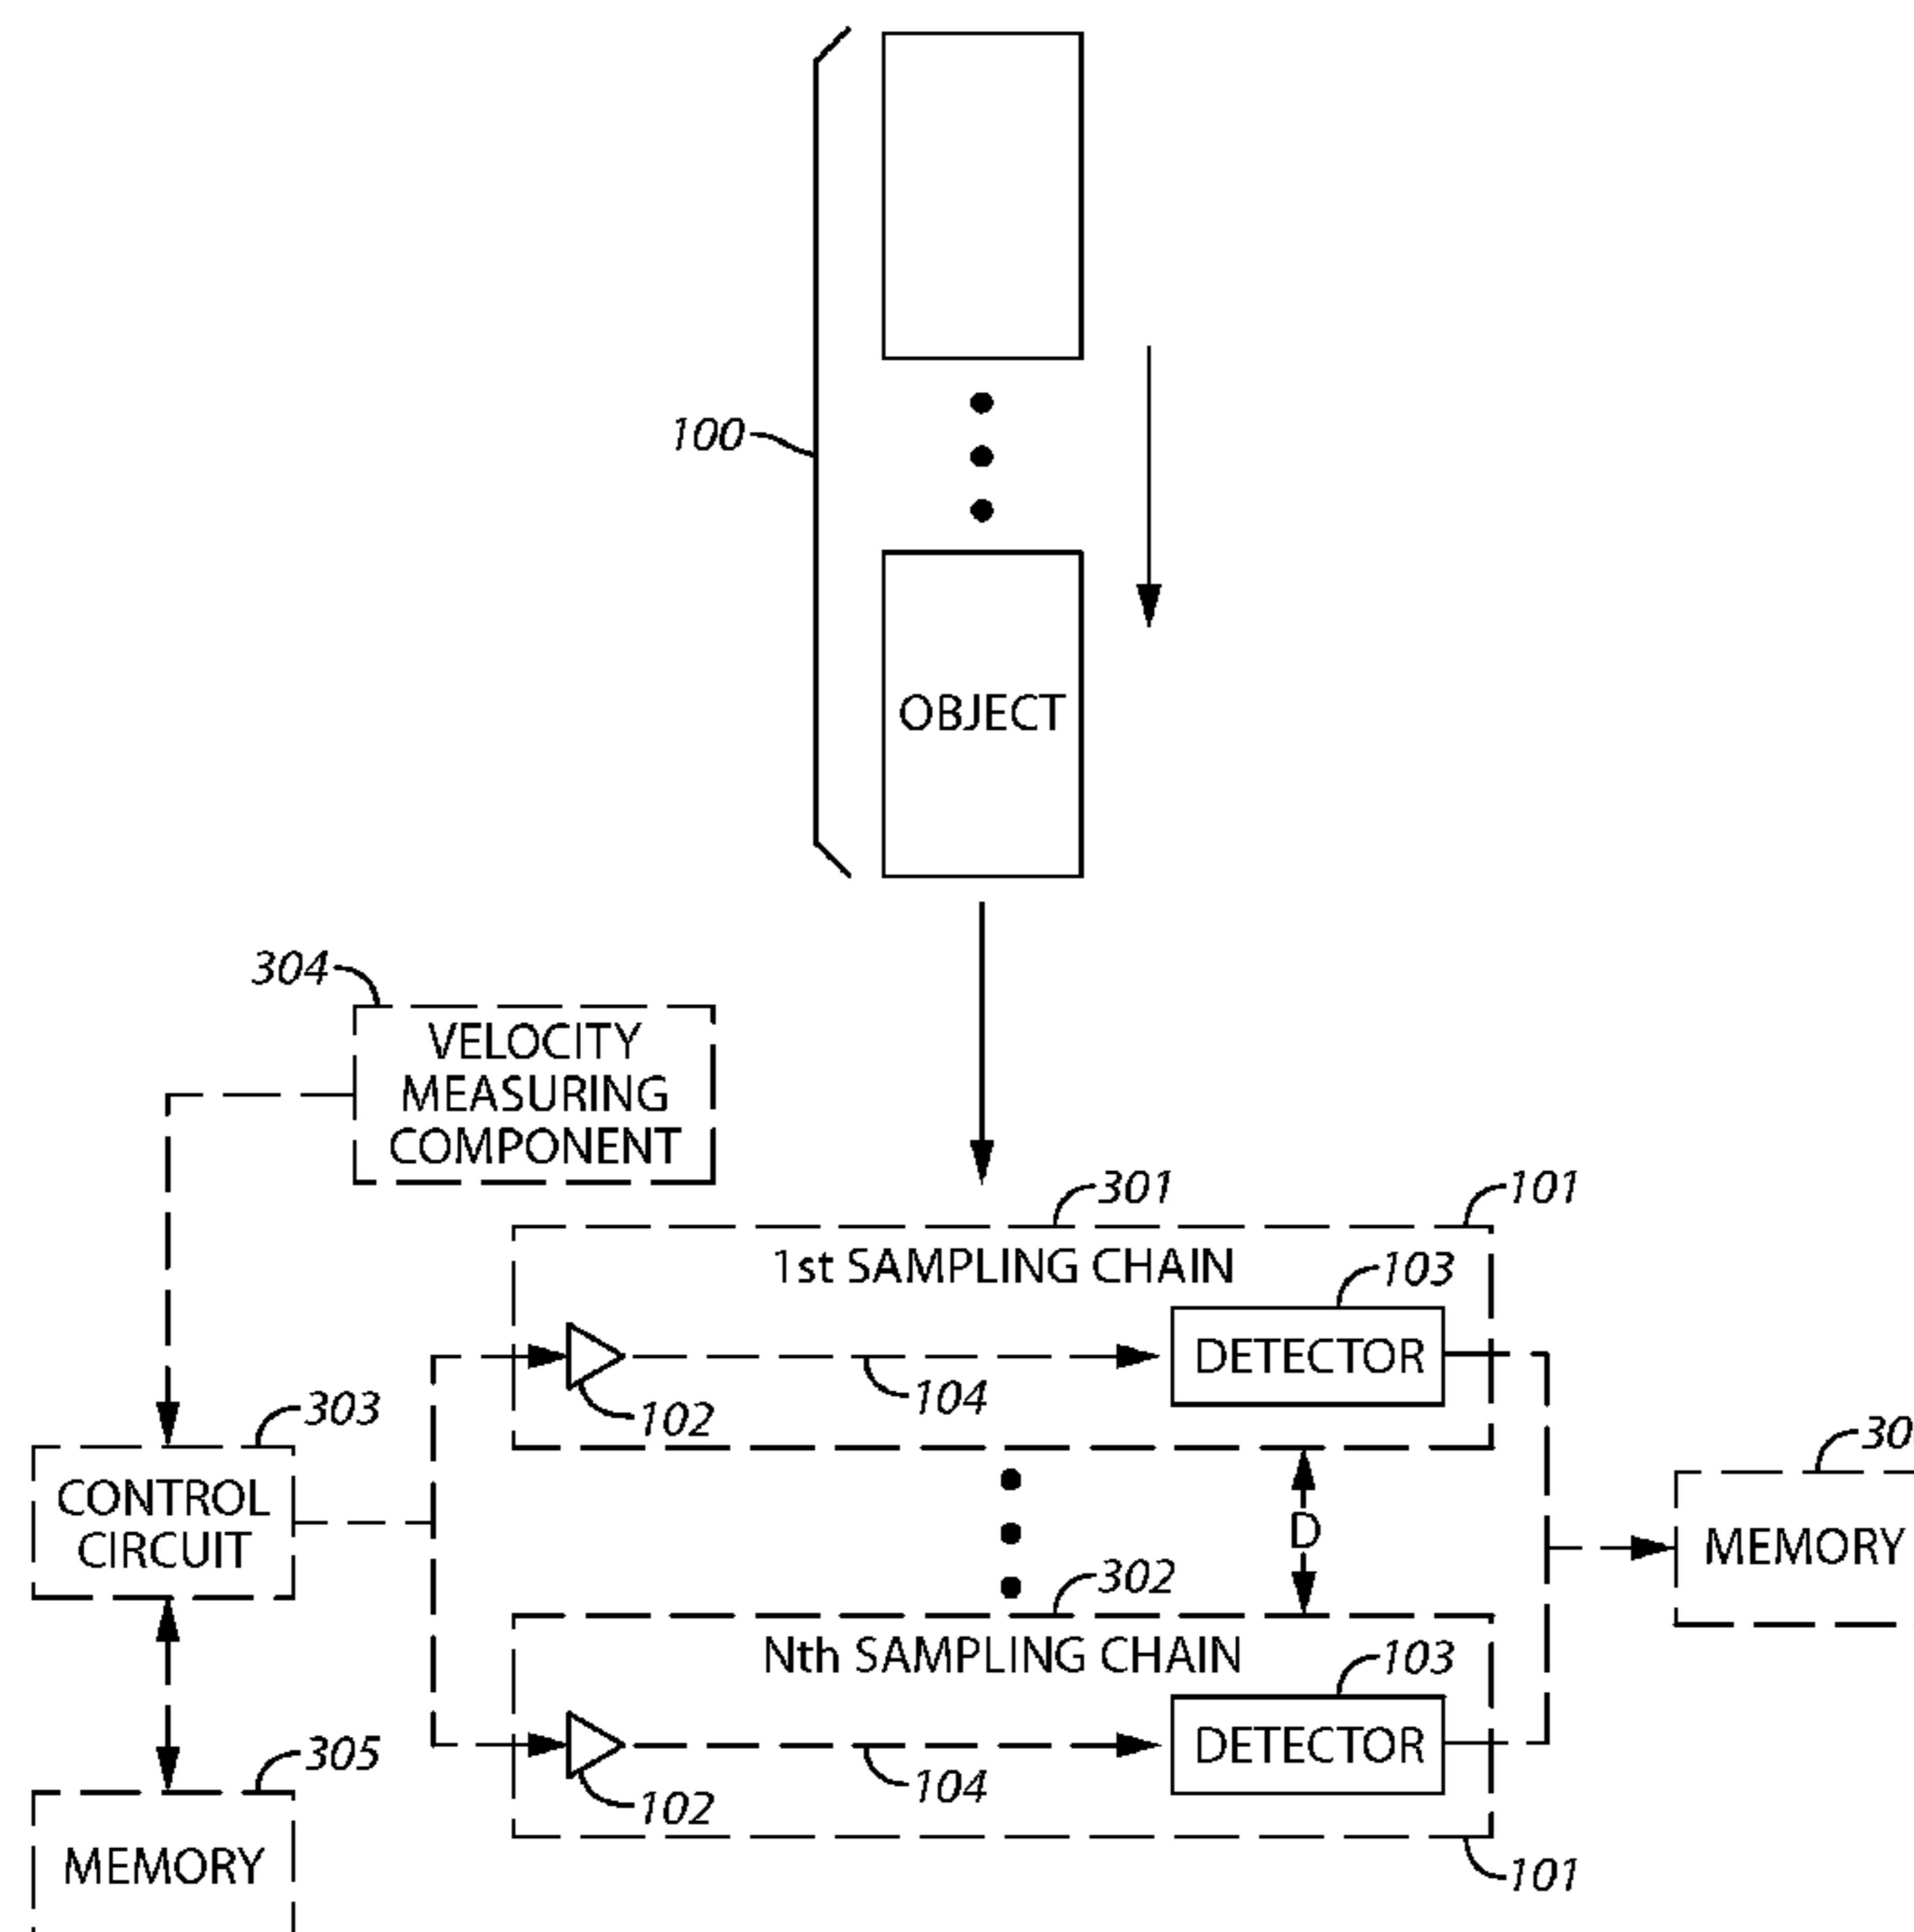 100
OBJECT
304
VELOCITY
MEASURING
COMPONENT
301
101
1st SAMPLING CHAIN
103
DETECTOR
104
102
303
CONTROL
CIRCUIT
D
30
MEMORY
302
Nth SAMPLING CHAIN
103
DETECTOR
104
102
305
MEMORY
101